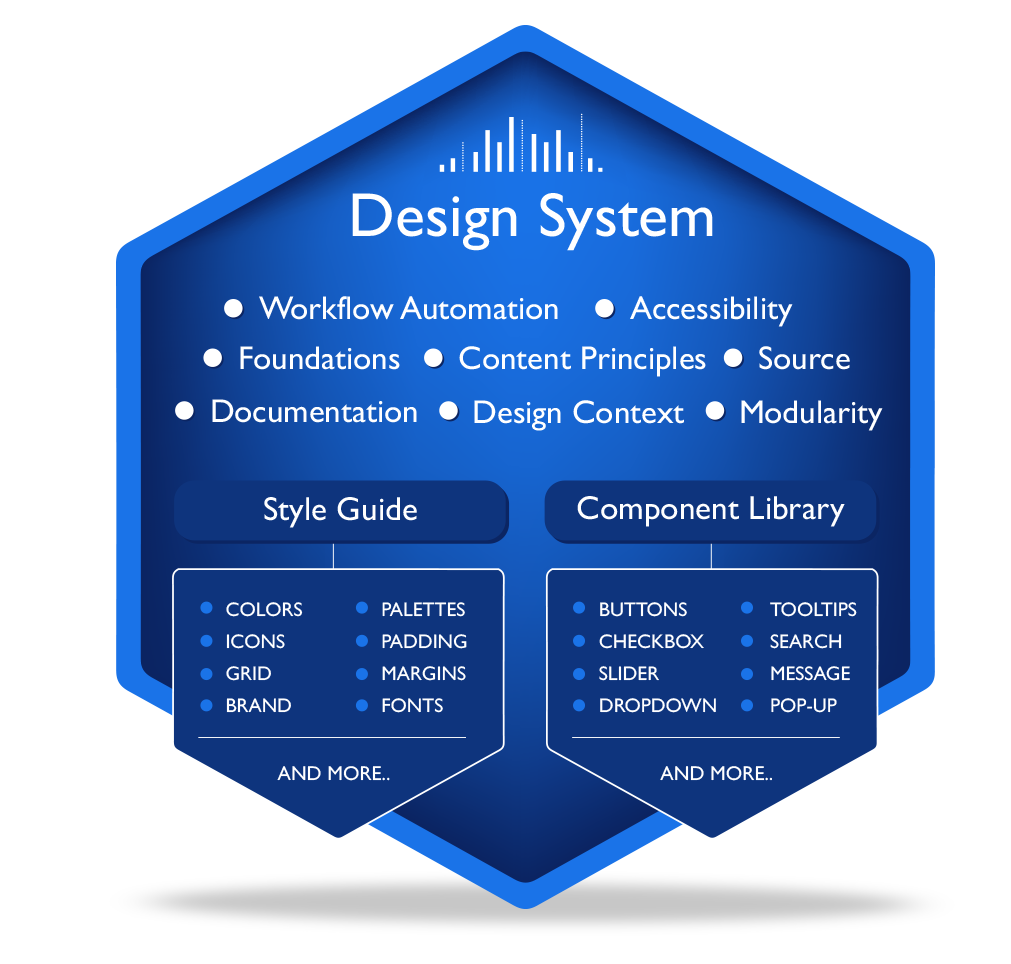 Design System
Workflow Automation Accessibility
Foundations Content Principles Source
Documentation Design Context Modularity
Style Guide
COLORS PALETTES
ICONS PADDING
GRID MARGINS
BRAND FONTS
AND MORE..
Component Library
BUTTONS TOOLTIPS
CHECKBOX SEARCH
SLIDER MESSAGE
DROPDOWN POP-UP
AND MORE..